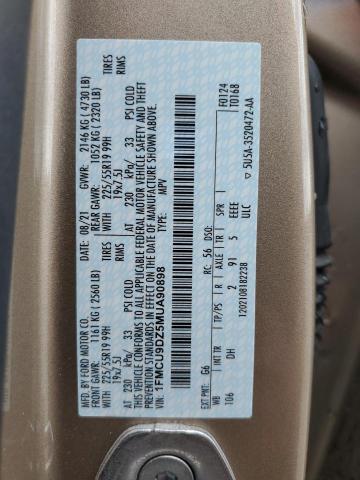 MFD. BY FORD MOTOR CO.
DATE: 08/21 GVWR: 2146 KG ( 4730 LB)
FRONT GAWR: 1161 KG ( 2560 LB) REAR GAWR: 1052 KG ( 2320 LB)
225/55R19 99H TIRES 225/55R19 99H TIRES
19x7.5J RIMS 19x7.5J RIMS
AT 230 kPa/ 33 PSI COLD AT 230 kPa/ 33 PSI COLD
THIS VEHICLE CONFORMS TO ALL APPLICABLE FEDERAL MOTOR VEHICLE SAFETY AND THEFT
PREVENTION STANDARDS IN EFFECT ON THE DATE OF MANUFACTURE SHOWN ABOVE.
VIN: 1FMCU9DZ5MUA90898 TYPE: MPV
F0124
T0168
EXT PNT: G6 RC: 56 DSO:
WB INT TR TP/PS R AXLE TR SPR
106 DH 2 91 5 EEEE
ULC
1202108182238
5U5A-3520472-AA